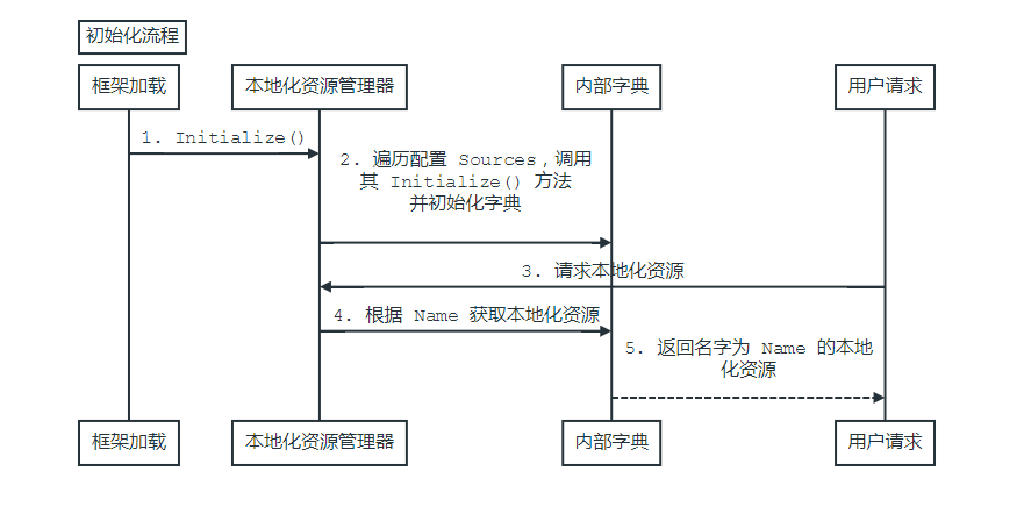 初始化流程
框架加载
本地化资源管理器
内部字典
用户请求
1. Initialize()
2. 遍历配置 Sources,调用
其 Initialize() 方法
并初始化字典
3. 请求本地化资源
4. 根据 Name 获取本地化资源
5. 返回名字为 Name 的本地
化资源
框架加载
本地化资源管理器
内部字典
用户请求